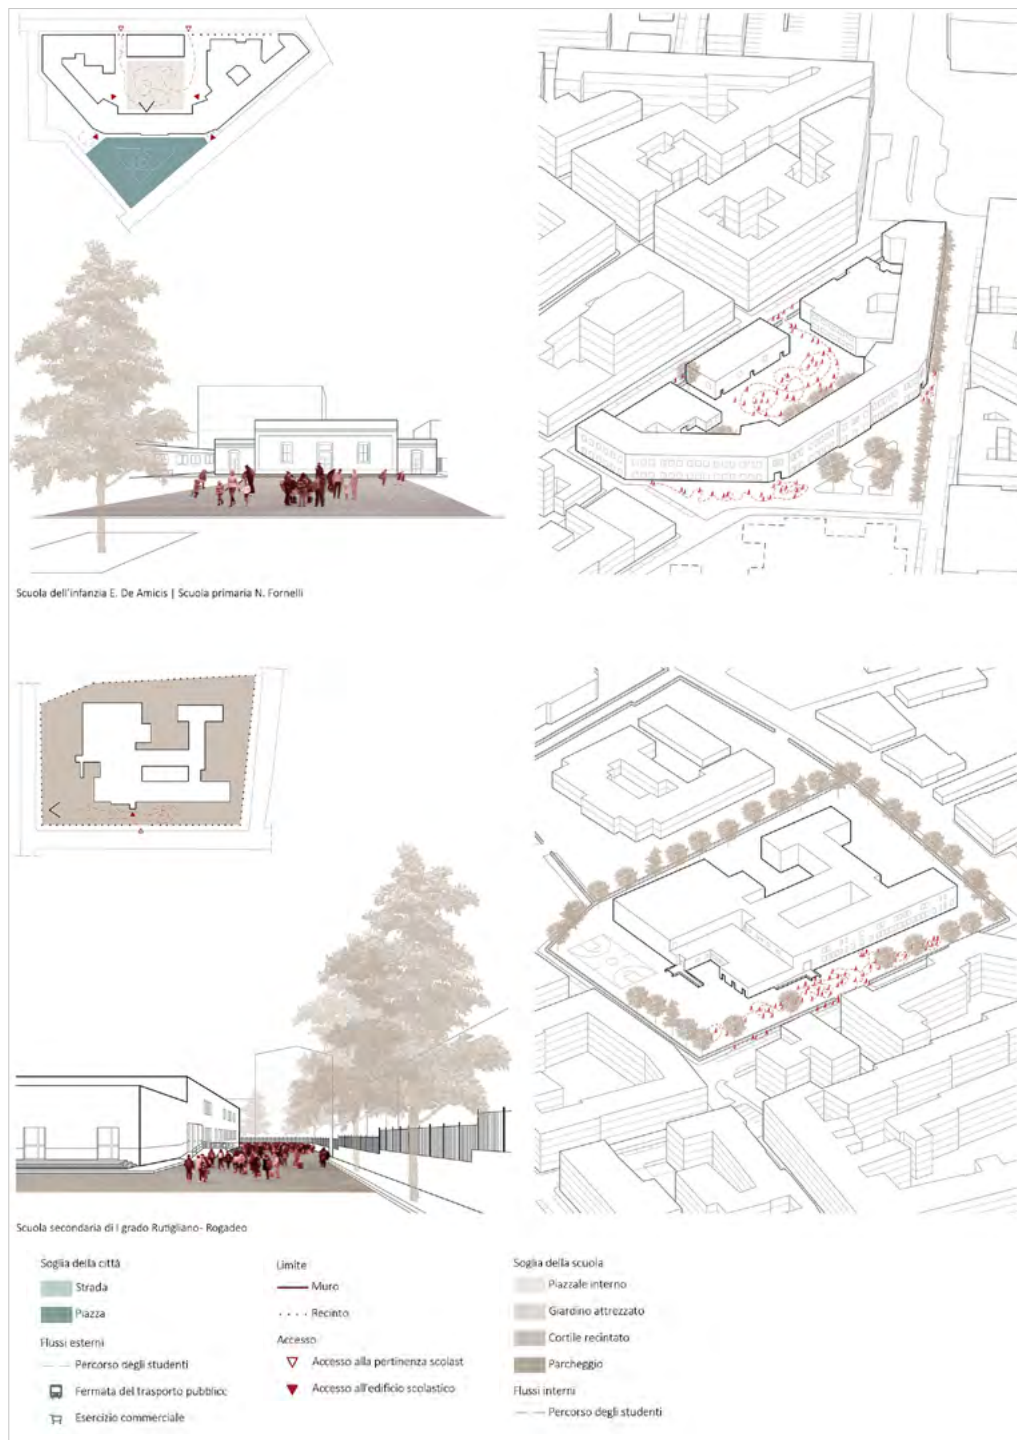 Scuola dell'infanzia E. De Amicis | Scuola primaria N. Fornelli
Scuola secondaria di I grado Rutigliano- Rogadeo
Soglia della città
Strada
Piazza
Flussi esterni
Percorso degli studenti
Fermata del trasporto pubblico
Esercizio commerciale
Limite
Muro
Recinto
Accesso
Accesso alla pertinenza scolast
Accesso all'edificio scolastico
Soglia della scuola
Piazzale interno
Giardino attrezzato
Cortile recintato
Parcheggio
Flussi interni
Percorso degli studenti